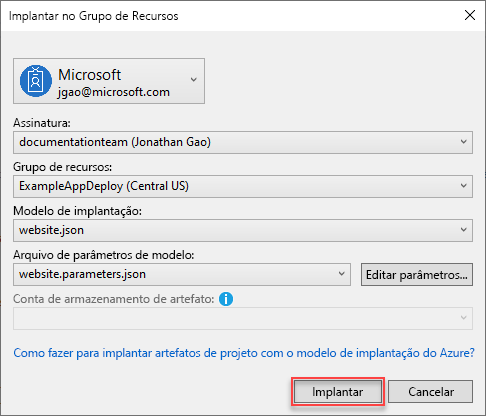 Implantar no Grupo de Recursos
Microsoft
jgao@microsoft.com
Assinatura:
documentationteam (Jonathan Gao)
Grupo de recursos:
ExampleAppDeploy (Central US)
Modelo de implantação:
website.json
Arquivo de parâmetros de modelo:
website.parameters.json Editar parâmetros...
Conta de armazenamento de artefato:
Como fazer para implantar artefatos de projeto com o modelo de implantação do Azure?
Implantar Cancelar